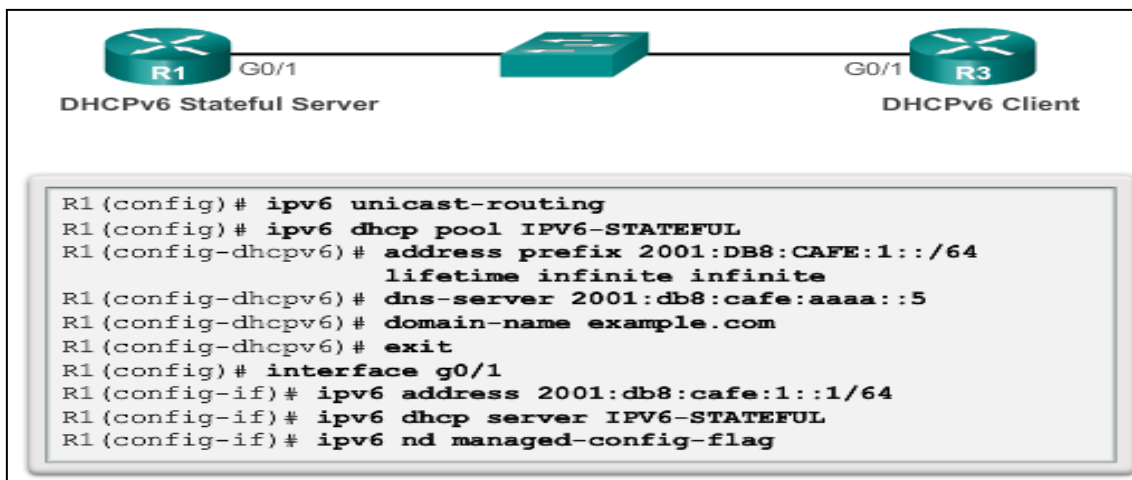 R1 G0/1 G0/1 R3
DHCPv6 Stateful Server DHCPv6 Client
R1(config)# ipv6 unicast-routing
R1(config)# ipv6 dhcp pool IPV6-STATEFUL
R1(config-dhcpv6)# address prefix 2001:DB8:CAFE:1::/64
lifetime infinite infinite
R1(config-dhcpv6)# dns-server 2001:db8:cafe:aaaa::5
R1(config-dhcpv6)# domain-name example.com
R1(config-dhcpv6)# exit
R1(config)# interface g0/1
R1(config-if)# ipv6 address 2001:db8:cafe:1::1/64
R1(config-if)# ipv6 dhcp server IPV6-STATEFUL
R1(config-if)# ipv6 nd managed-config-flag